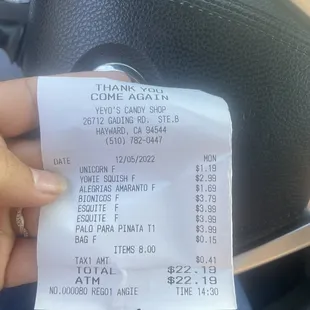 THANK YOU
COME AGAIN
YEYO'S CANDY SHOP
26712 GADING RD. STE.B
HAYWARD, CA 94544
(510) 782-0447
DATE 12/05/2022 MON
UNICORN F $1.19
YOWIE SQUISH F $2.99
ALEGRIAS AMARANTO F $1.69
BIONICOS F $3.79
ESQUITE F $3.99
ESQUITE F $3.99
PALO PARA PINATA T1 $3.99
BAG F $0.15
ITEMS 8.00
TAX1 AMT $0.41
TOTAL $22.19
ATM $22.19
NO.000080 REG01 ANGIE TIME 14:30